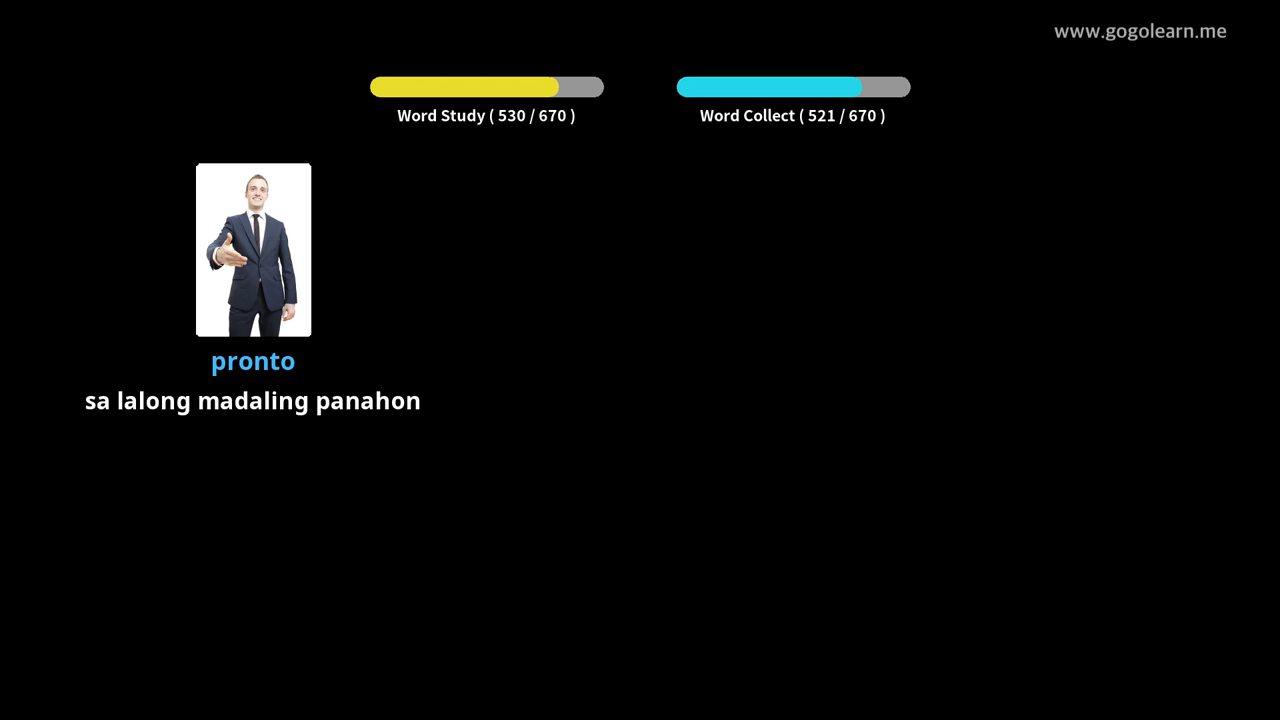 www.gogolearn.me
Word Study ( 530 / 670 )
Word Collect ( 521 / 670 )
pronto
sa lalong madaling panahon